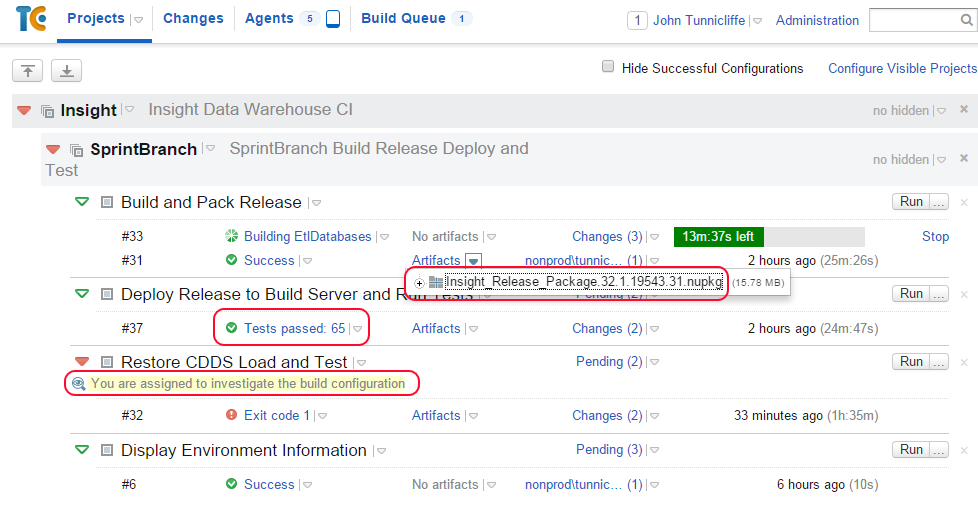 TC Projects Changes Agents 5 Build Queue 1 1 John Tunnicliffe Administration
Hide Successful Configurations Configure Visible Projects
Insight Insight Data Warehouse CI no hidden
SprintBranch SprintBranch Build Release Deploy and
Test no hidden
Build and Pack Release Run ...
#33 Building EtlDatabases No artifacts Changes (3) 13m:37s left Stop
#31 Success Artifacts nonprod\tunnic... (1) 2 hours ago (25m:26s)
Insight_Release_Package.32.1.19543.31.nupkg (15.78 MB)
Deploy Release to Build Server and Run Tests Run ...
#37 Tests passed: 65 Artifacts Changes (2) 2 hours ago (24m:47s)
Restore CDDS Load and Test Pending (2) Run ...
You are assigned to investigate the build configuration
#32 Exit code 1 Artifacts Changes (2) 33 minutes ago (1h:35m)
Display Environment Information Pending (3) Run ...
#6 Success No artifacts nonprod\tunnic... (1) 6 hours ago (10s)